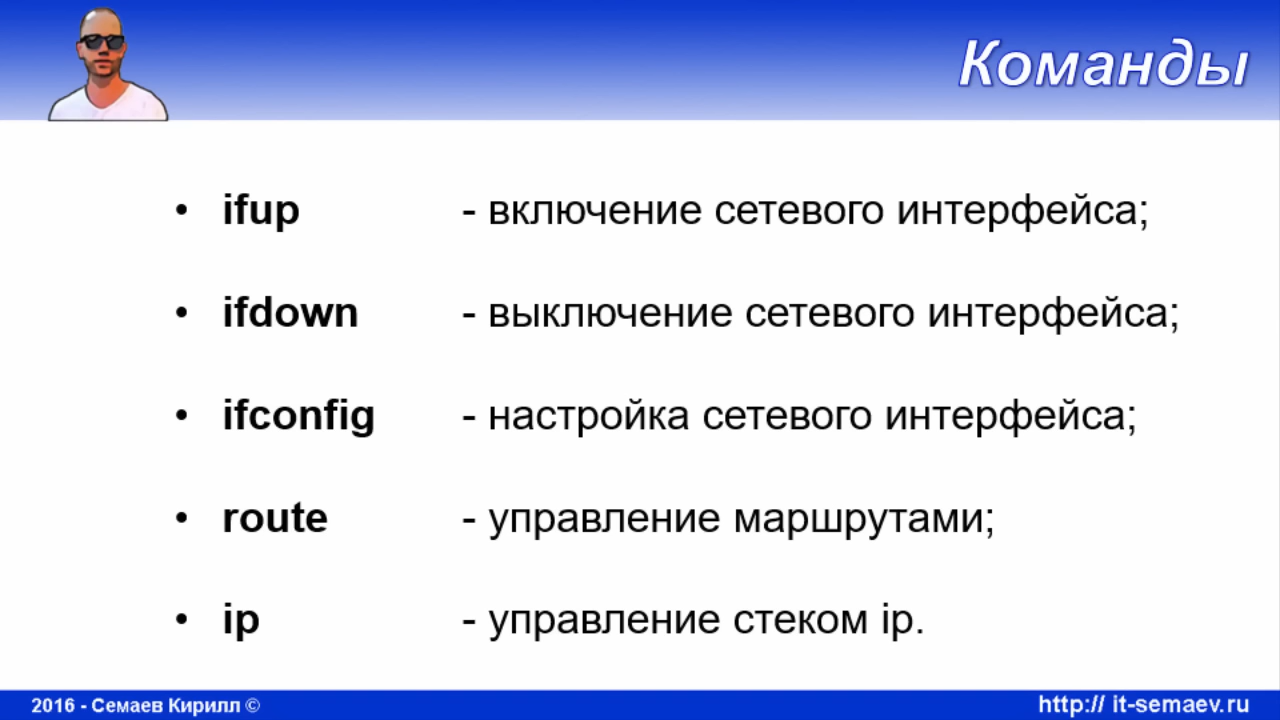 Команды
• ifup - включение сетевого интерфейса;
• ifdown - выключение сетевого интерфейса;
• ifconfig - настройка сетевого интерфейса;
• route - управление маршрутами;
• ip - управление стеком ip.
2016 - Семаев Кирилл © http:// it-semaev.ru